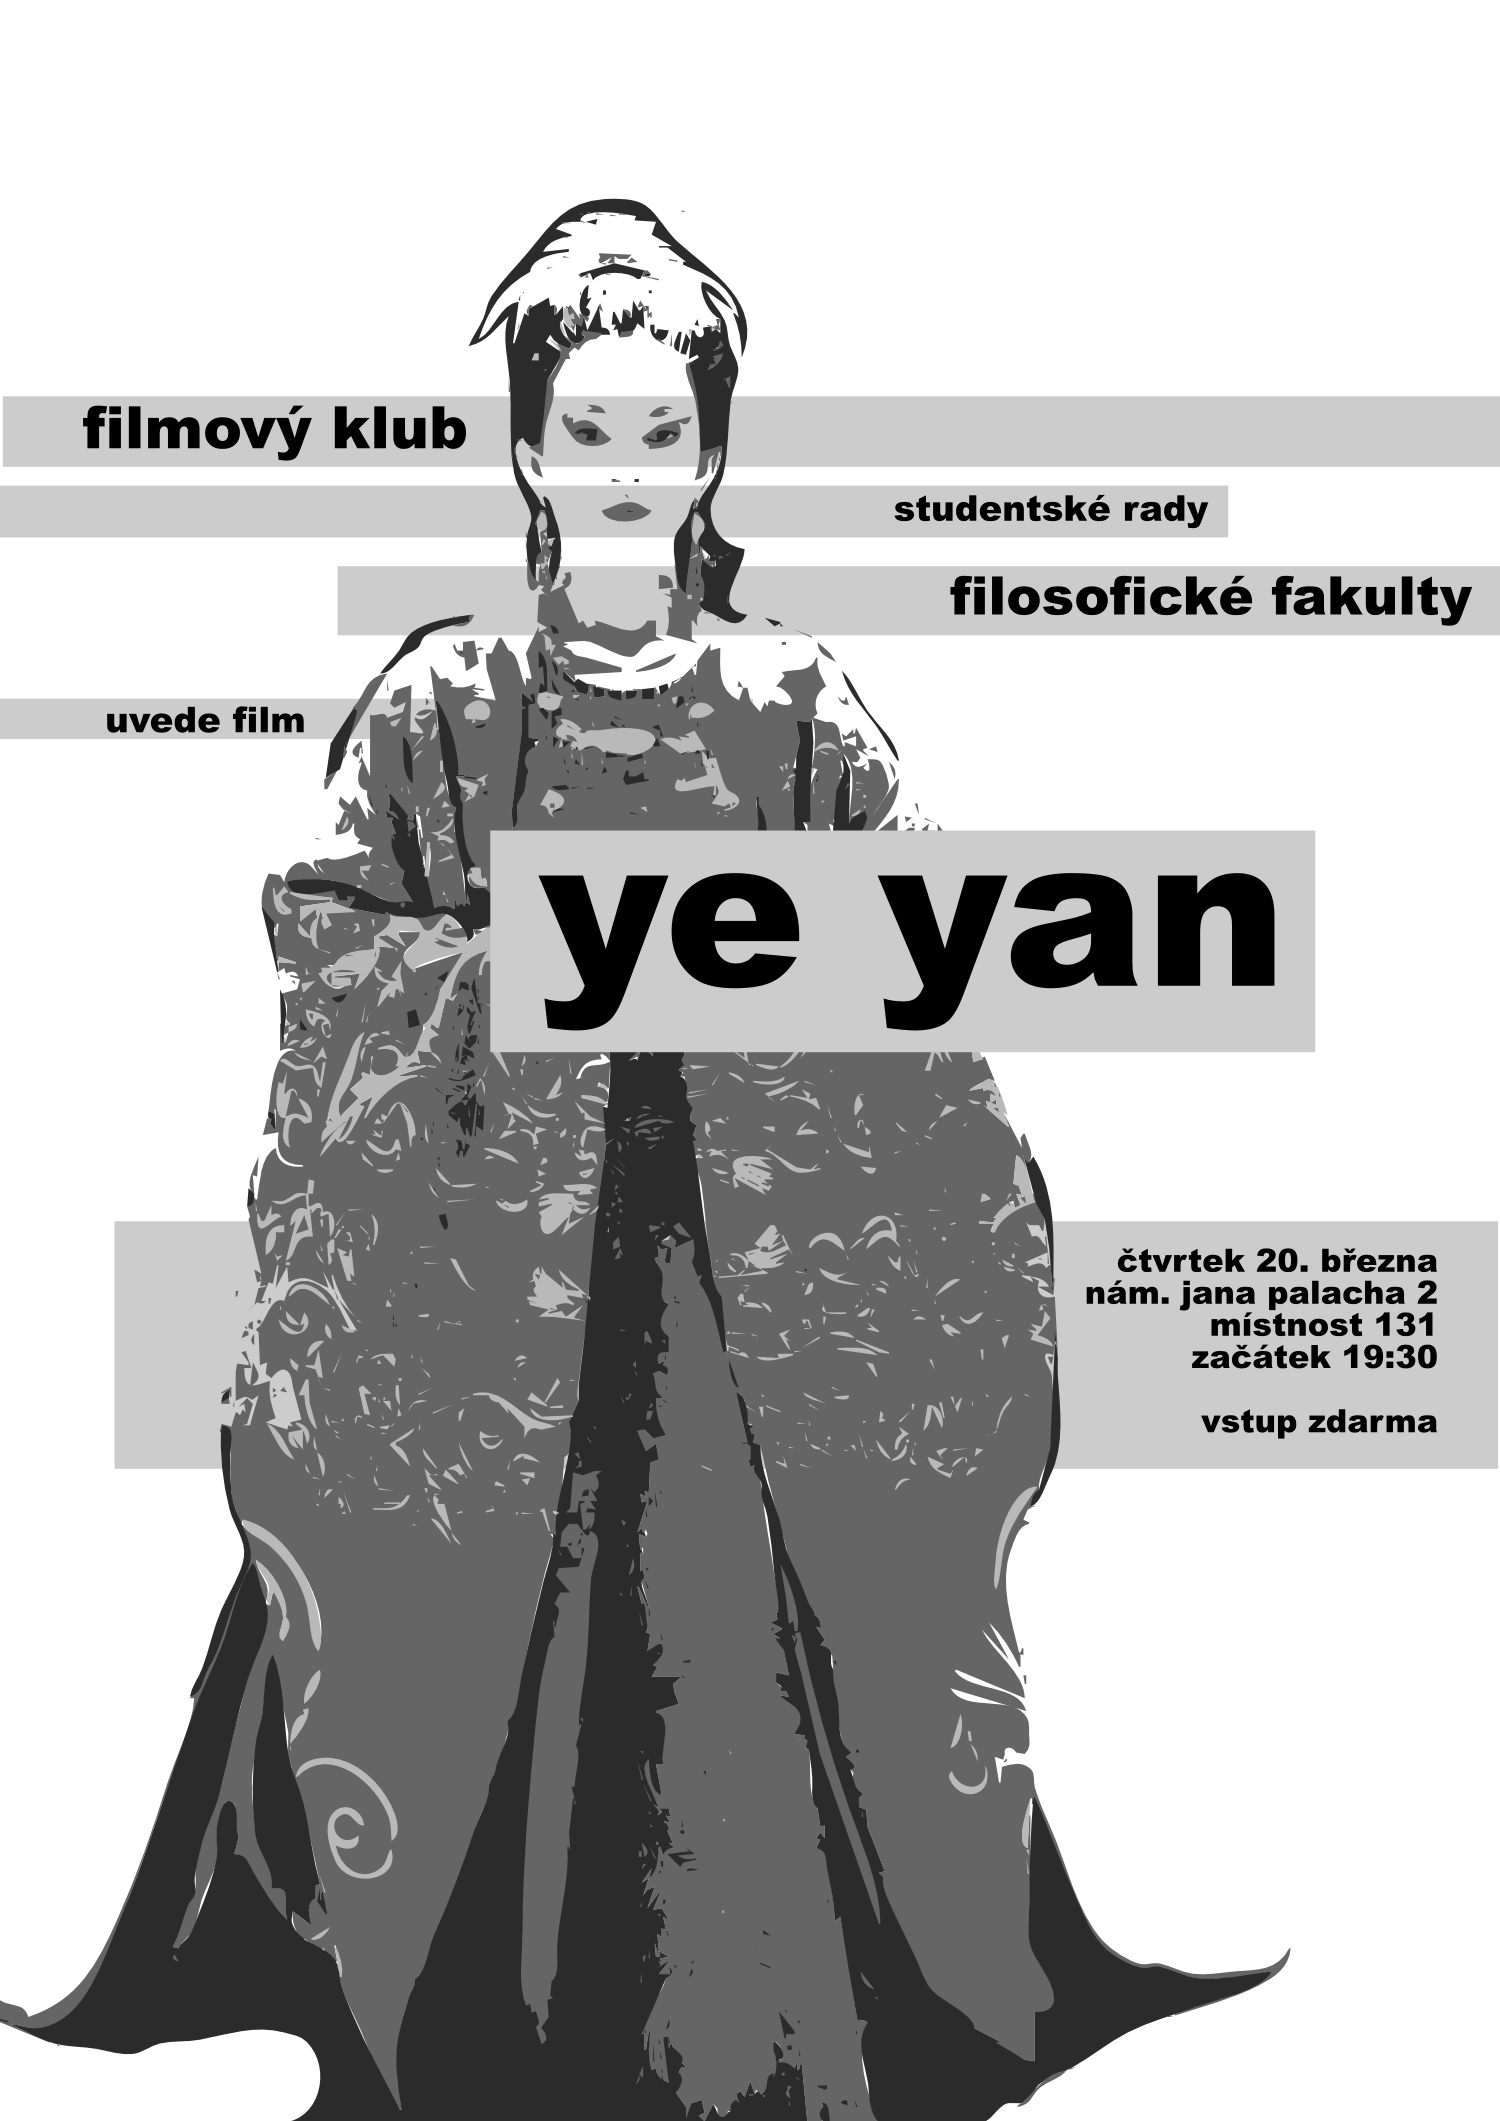 filmový klub
studentské rady
filosofické fakulty
uvede film
ye yan
čtvrtek 20. března
nám. jana palacha 2
místnost 131
začátek 19:30
vstup zdarma